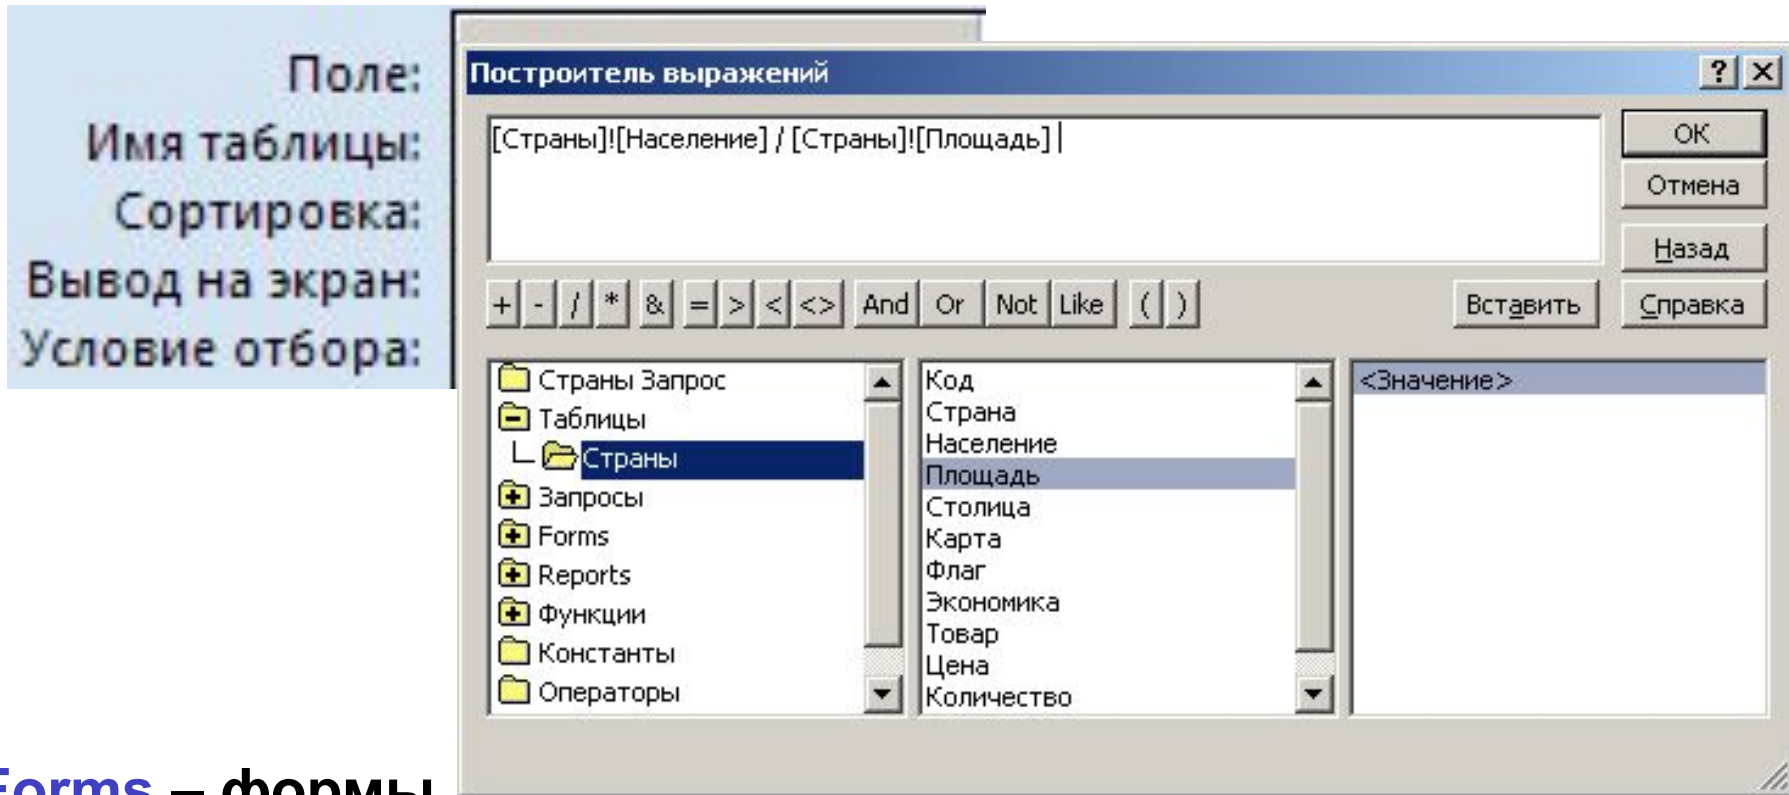 Поле:
Имя таблицы:
Сортировка:
Вывод на экран:
Условие отбора:
Построитель выражений
[Страны]![Население] / [Страны]![Площадь]
ОК
Отмена
Назад
+ - / * & = > < <> And Or Not Like ( ) Вставить Справка
Страны Запрос
Таблицы
Страны
Запросы
Forms
Reports
Функции
Константы
Операторы
Код
Страна
Население
Площадь
Столица
Карта
Флаг
Экономика
Товар
Цена
Количество
<Значение>
Forms – формы